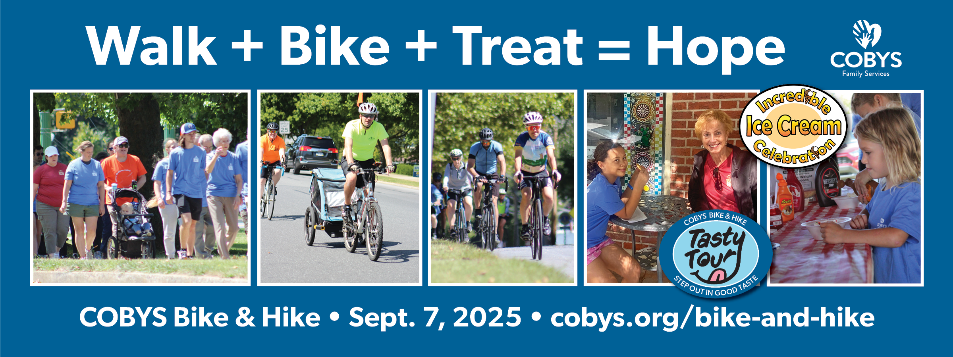 Walk + Bike + Treat = Hope
COBYS
Family Services
Incredible
Ice Cream
Celebration
COBYS BIKE & HIKE
Tasty
Tour
STEP OUT IN GOOD TASTE
COBYS Bike & Hike • Sept. 7, 2025 • cobys.org/bike-and-hike